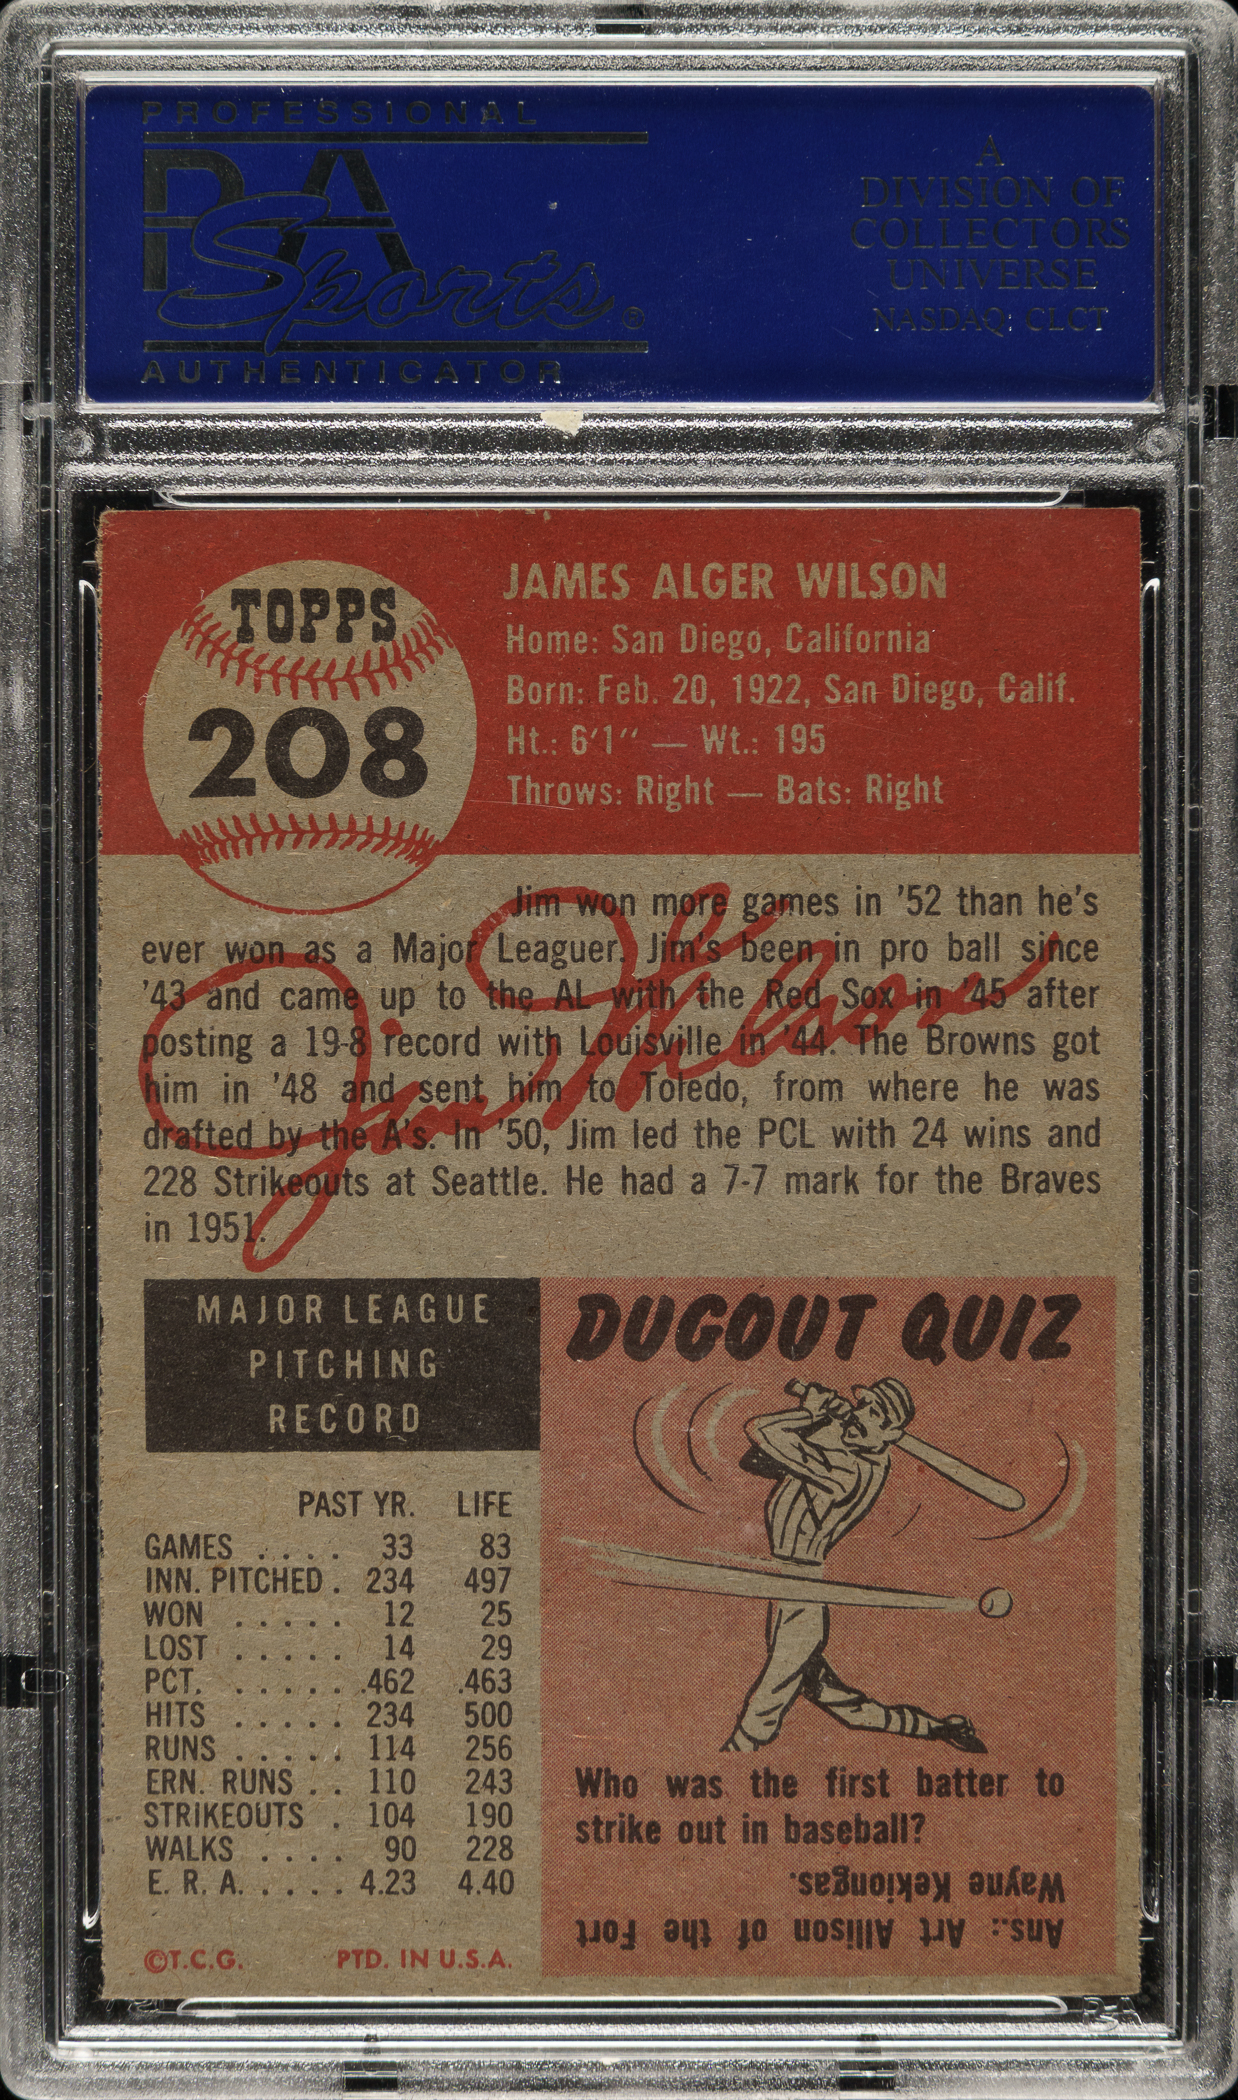 PROFESSIONAL
PSA
Sports®
AUTHENTICATOR
A
DIVISION OF
COLLECTORS
UNIVERSE
NASDAQ: CLCT
TOPPS
208
JAMES ALGER WILSON
Home: San Diego, California
Born: Feb. 20, 1922, San Diego, Calif.
Ht.: 6'1" — Wt.: 195
Throws: Right — Bats: Right
Jim won more games in '52 than he's
ever won as a Major Leaguer. Jim's been in pro ball since
'43 and came up to the AL with the Red Sox in '45 after
posting a 19-8 record with Louisville in '44. The Browns got
him in '48 and sent him to Toledo, from where he was
drafted by the A's. In '50, Jim led the PCL with 24 wins and
228 Strikeouts at Seattle. He had a 7-7 mark for the Braves
in 1951.
Jim Wilson
MAJOR LEAGUE
PITCHING
RECORD
PAST YR. LIFE
GAMES . . . . 33 83
INN. PITCHED . 234 497
WON . . . . . 12 25
LOST . . . . . 14 29
PCT. . . . . . .462 .463
HITS . . . . . 234 500
RUNS . . . . . 114 256
ERN. RUNS . . 110 243
STRIKEOUTS . 104 190
WALKS . . . . 90 228
E. R. A. . . . . 4.23 4.40
©T.C.G. PTD. IN U.S.A.
DUGOUT QUIZ
Who was the first batter to
strike out in baseball?
Ans.: Art Allison of the Fort
Wayne Kekiongas.
PSA